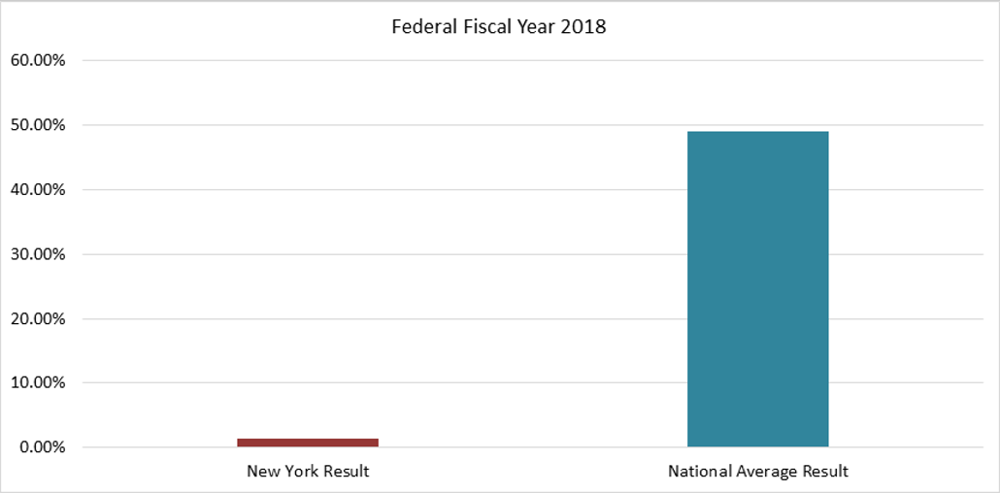 Federal Fiscal Year 2018
60.00%
50.00%
40.00%
30.00%
20.00%
10.00%
0.00%
New York Result
National Average Result